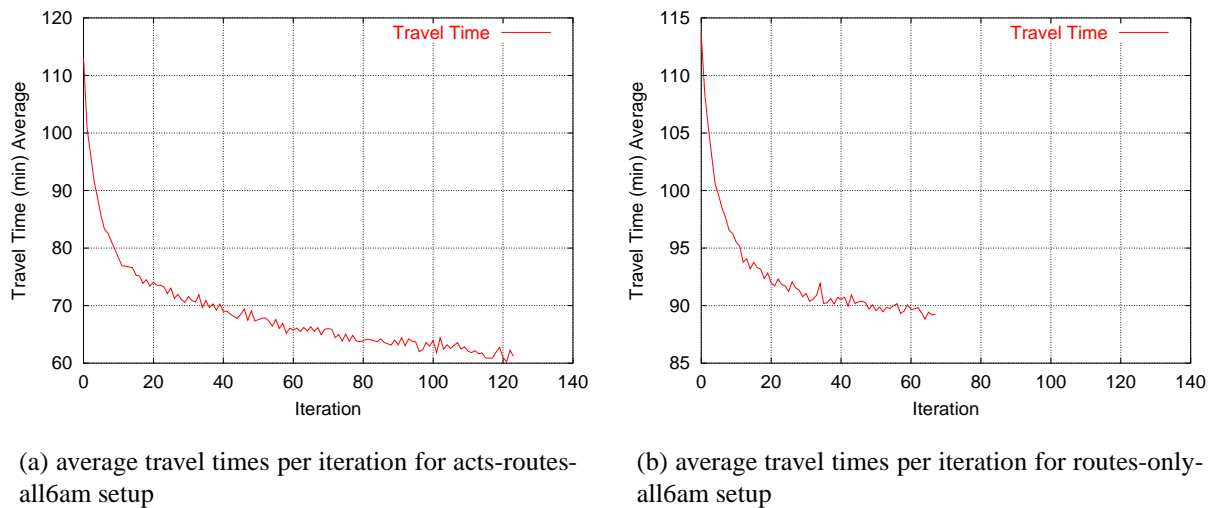 120
110
100
90
80
70
60
0 20 40 60 80 100 120 140
Travel Time (min) Average
Iteration
Travel Time
(a) average travel times per iteration for acts-routes-
all6am setup
115
110
105
100
95
90
85
0 20 40 60 80 100 120 140
Travel Time (min) Average
Iteration
Travel Time
(b) average travel times per iteration for routes-only-
all6am setup